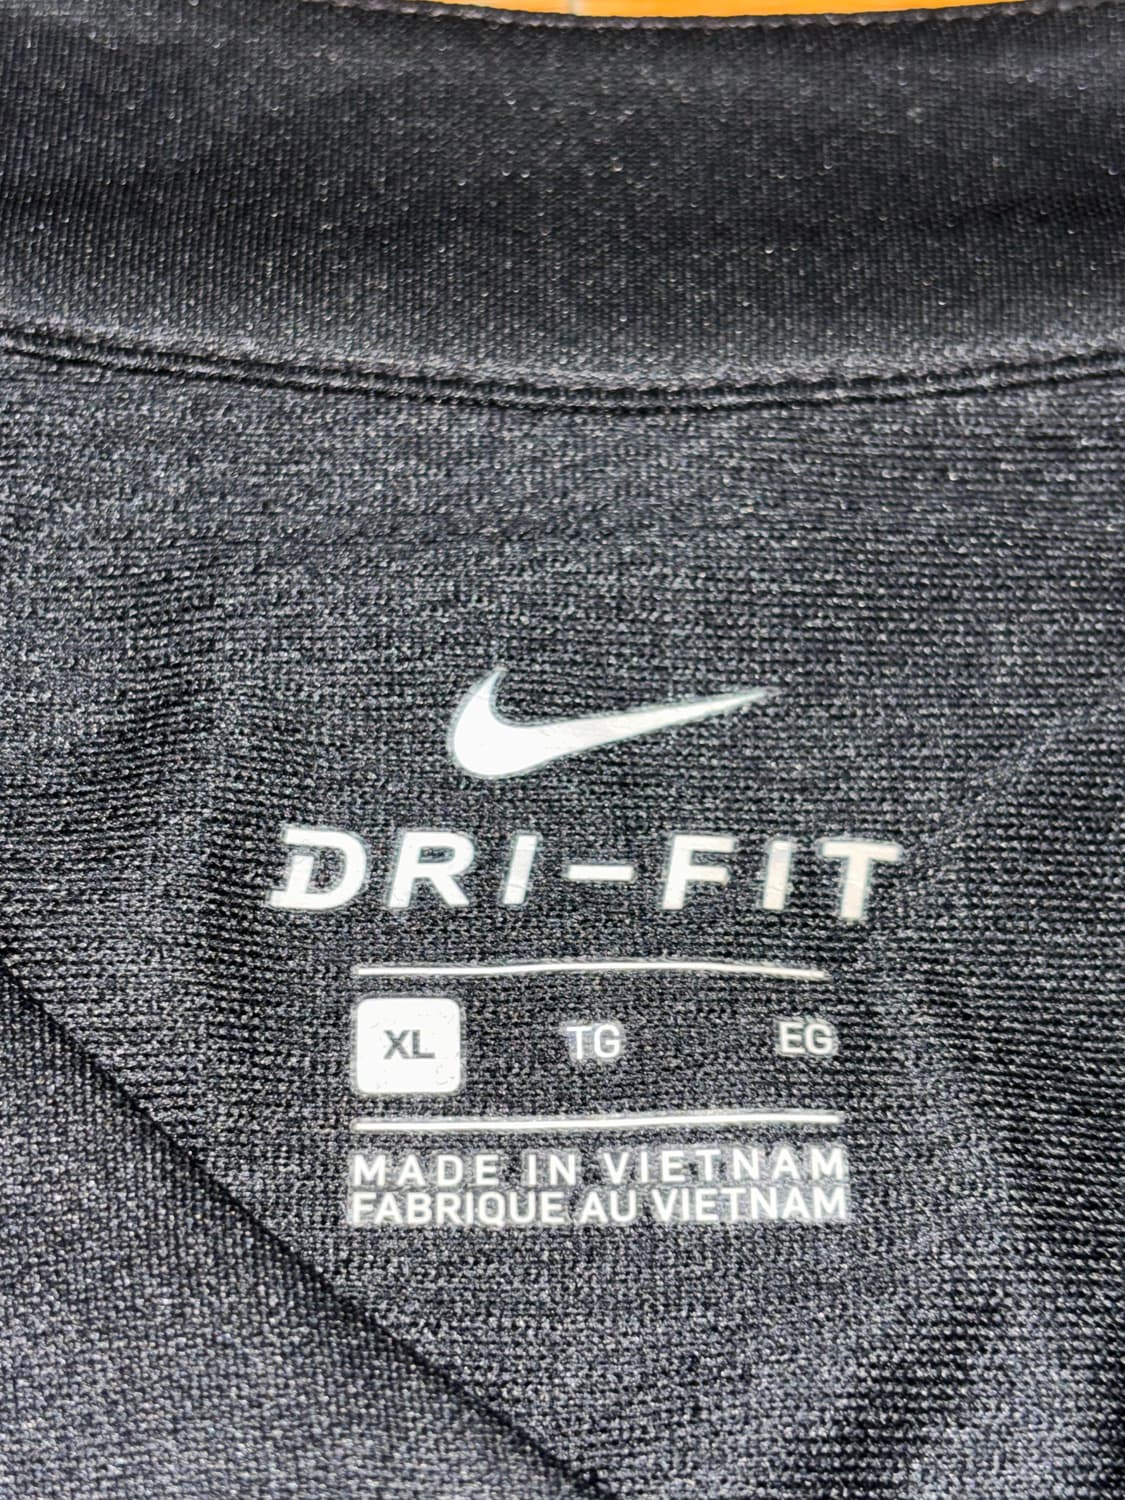 DRI-FIT
XL TG EG
MADE IN VIETNAM
FABRIQUE AU VIETNAM